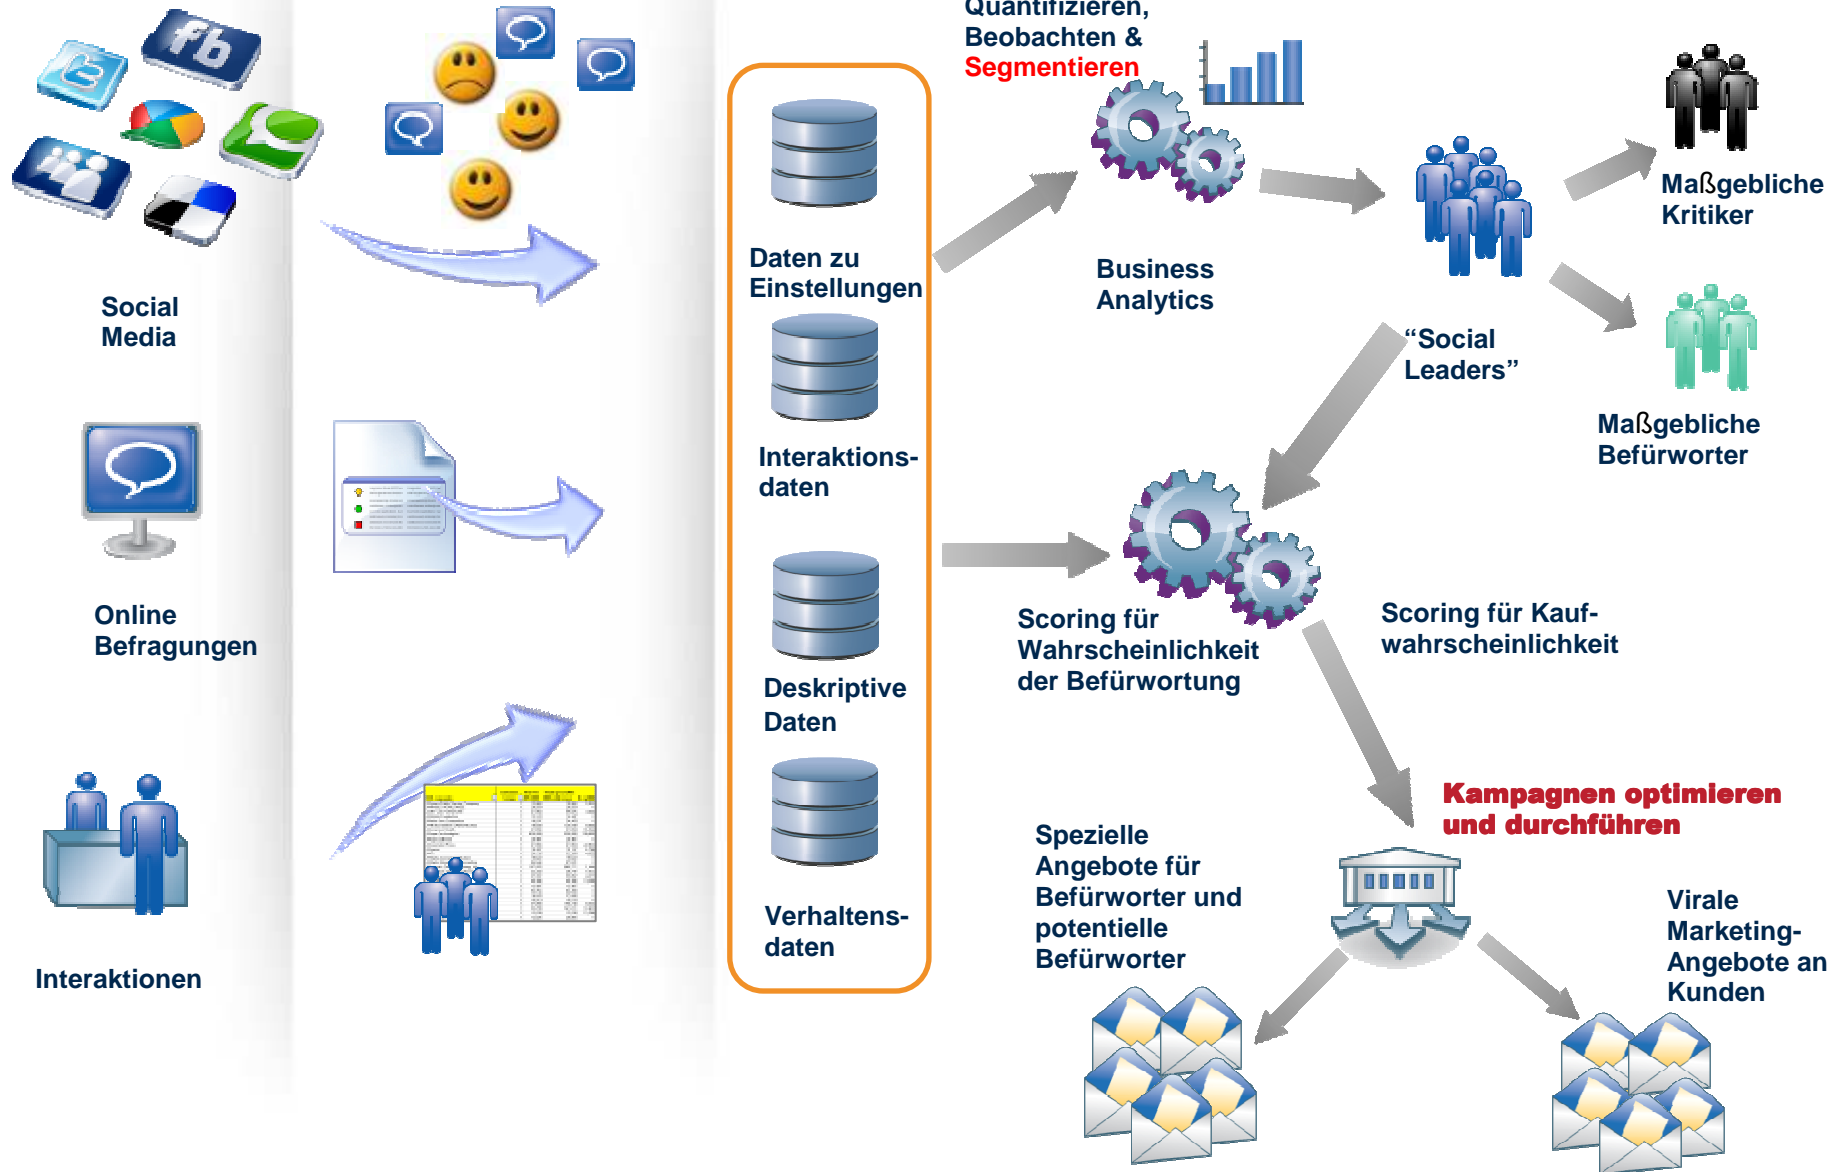 Quantifizieren,
Beobachten &
Segmentieren
fb
Social
Media
Online
Befragungen
Interaktionen
Daten zu
Einstellungen
Interaktions-
daten
Deskriptive
Daten
Verhaltens-
daten
Business
Analytics
“Social
Leaders”
Maßgebliche
Kritiker
Maßgebliche
Befürworter
Scoring für
Wahrscheinlichkeit
der Befürwortung
Scoring für Kauf-
wahrscheinlichkeit
Kampagnen optimieren
und durchführen
Spezielle
Angebote für
Befürworter und
potentielle
Befürworter
Virale
Marketing-
Angebote an
Kunden